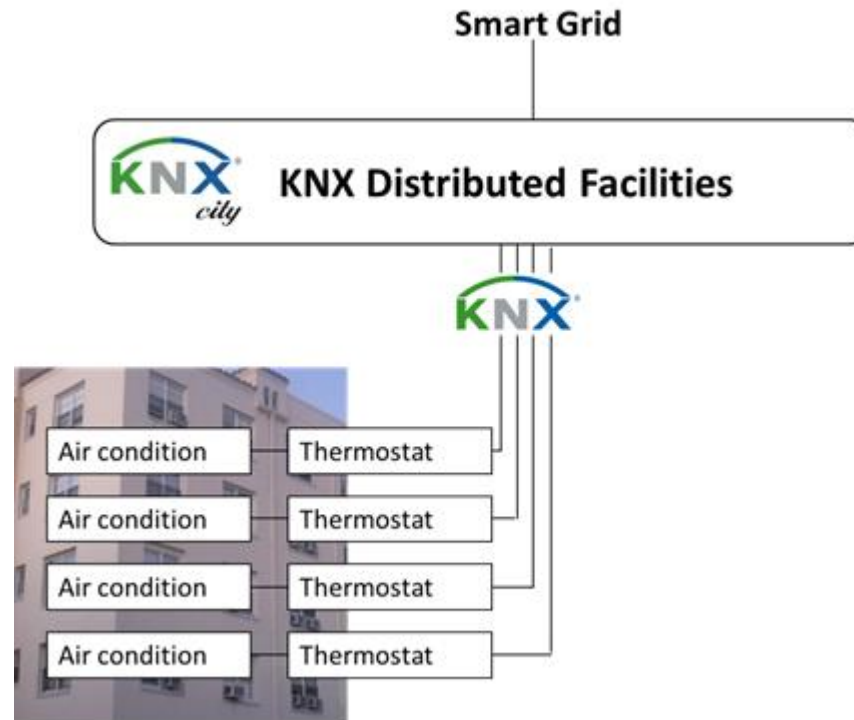 Smart Grid
KNX®
city
KNX Distributed Facilities
KNX®
Air condition
Thermostat
Air condition
Thermostat
Air condition
Thermostat
Air condition
Thermostat